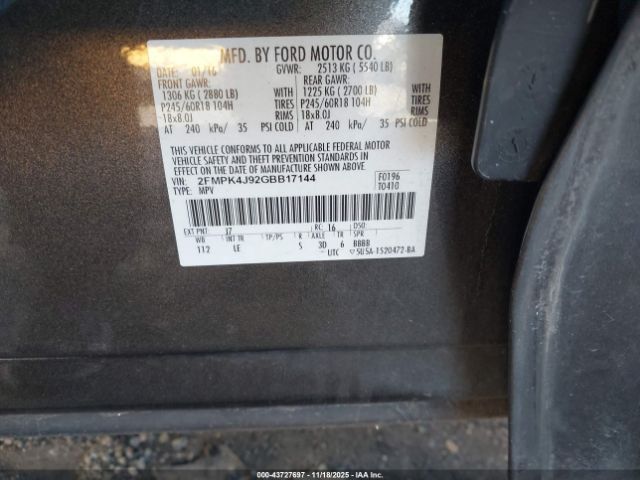 MFD. BY FORD MOTOR CO.
DATE: 01/16 GVWR: 2513 KG ( 5540 LB)
FRONT GAWR: REAR GAWR:
1306 KG ( 2880 LB) WITH 1225 KG ( 2700 LB) WITH
P245/60R18 104H TIRES P245/60R18 104H TIRES
18x8.0J RIMS 18x8.0J RIMS
AT 240 kPa/ 35 PSI COLD AT 240 kPa/ 35 PSI COLD
THIS VEHICLE CONFORMS TO ALL APPLICABLE FEDERAL MOTOR
VEHICLE SAFETY AND THEFT PREVENTION STANDARDS IN
EFFECT ON THE DATE OF MANUFACTURE SHOWN ABOVE.
VIN: 2FMPK4J92GBB17144 F0196
TYPE: MPV T0410
EXT PNT: J7 RC: 16 DSO:
WB INT TR TP/PS R AXLE TR SPR
112 LE S 3D 6 BBBB
UTC 5U5A-1520472-BA
00-43727697 - 11/18/2025 - IAA, Inc.